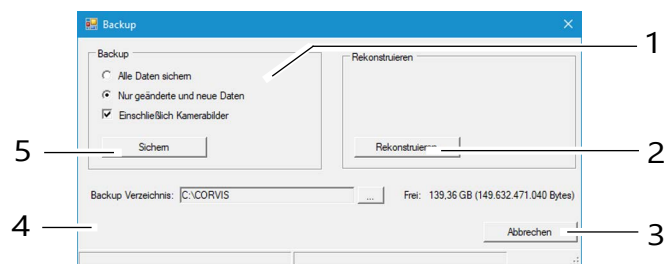 Backup
1
Backup
Rekonstruieren
Alle Daten sichern
Nur geänderte und neue Daten
Einschließlich Kamerabilder
5
Sichern
Rekonstruieren
2
Backup Verzeichnis: C:\CORVIS ... Frei: 139,36 GB (149.632.471.040 Bytes)
4
Abbrechen
3